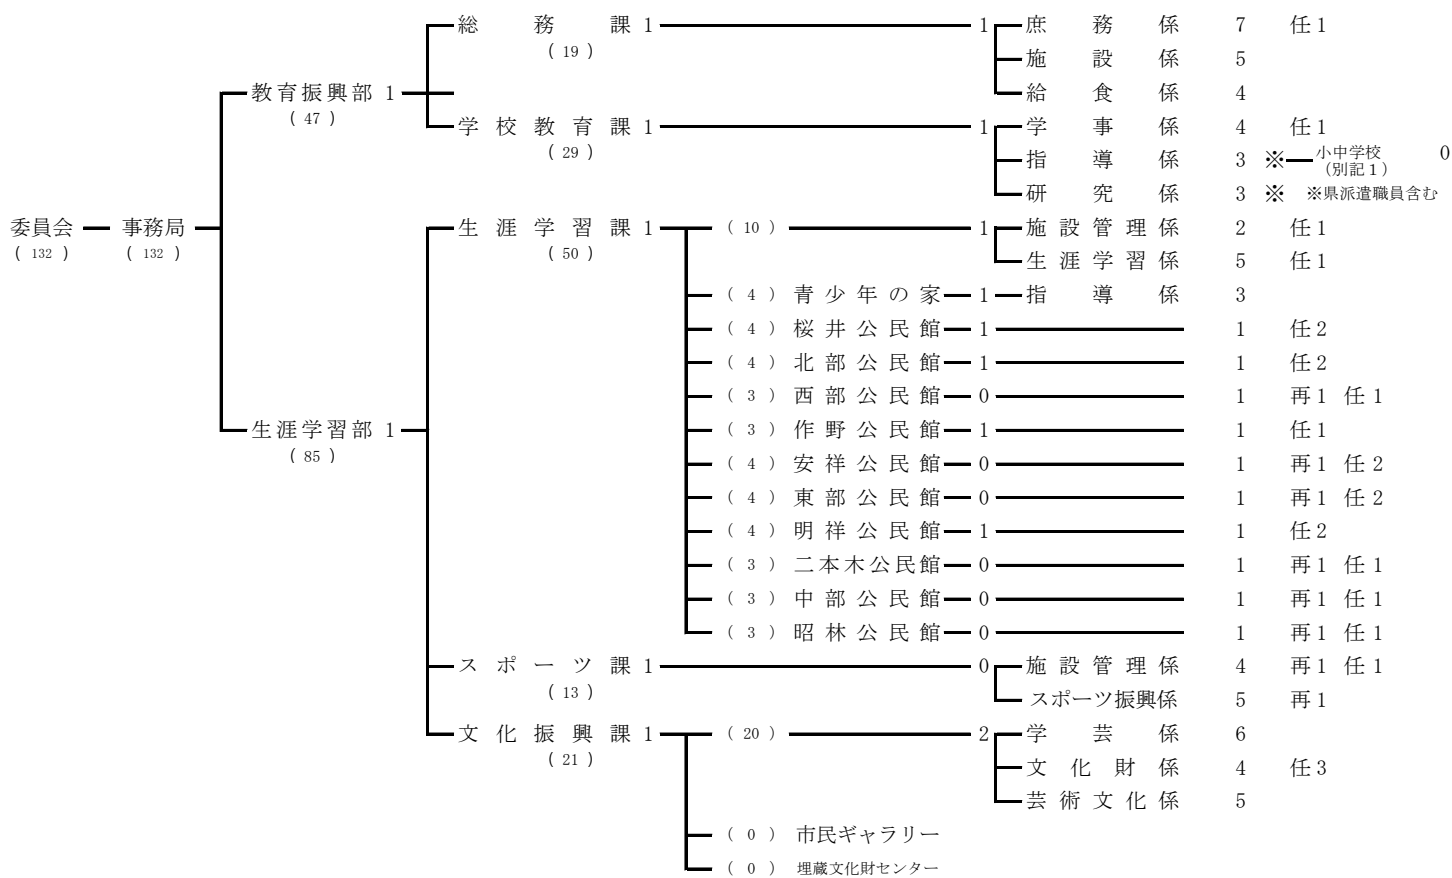 総務課 1 1 庶務係 7 任1
( 19 ) 施設係 5
教育振興部 1 給食係 4
( 47 )
学校教育課 1 1 学事係 4 任1
( 29 ) 指導係 3 ※ 小中学校 0
(別記1)
研究係 3 ※ ※県派遣職員含む
委員会 事務局 生涯学習課 1 ( 10 ) 1 施設管理係 2 任1
( 132 ) ( 132 ) ( 50 )
生涯学習係 5 任1
( 4 ) 青少年の家 1 指導係 3
( 4 ) 桜井公民館 1 1 任2
( 4 ) 北部公民館 1 1 任2
( 3 ) 西部公民館 0 1 再1 任1
生涯学習部 1 ( 3 ) 作野公民館 1 1 任1
( 85 )
( 4 ) 安祥公民館 0 1 再1 任2
( 4 ) 東部公民館 0 1 再1 任2
( 4 ) 明祥公民館 1 1 任2
( 3 ) 二本木公民館 0 1 再1 任1
( 3 ) 中部公民館 0 1 再1 任1
( 3 ) 昭林公民館 0 1 再1 任1
スポーツ課 1 0 施設管理係 4 再1 任1
( 13 ) スポーツ振興係 5 再1
文化振興課 1 ( 20 ) 2 学芸係 6
( 21 ) 文化財係 4 任3
芸術文化係 5
( 0 ) 市民ギャラリー
( 0 ) 埋蔵文化財センター